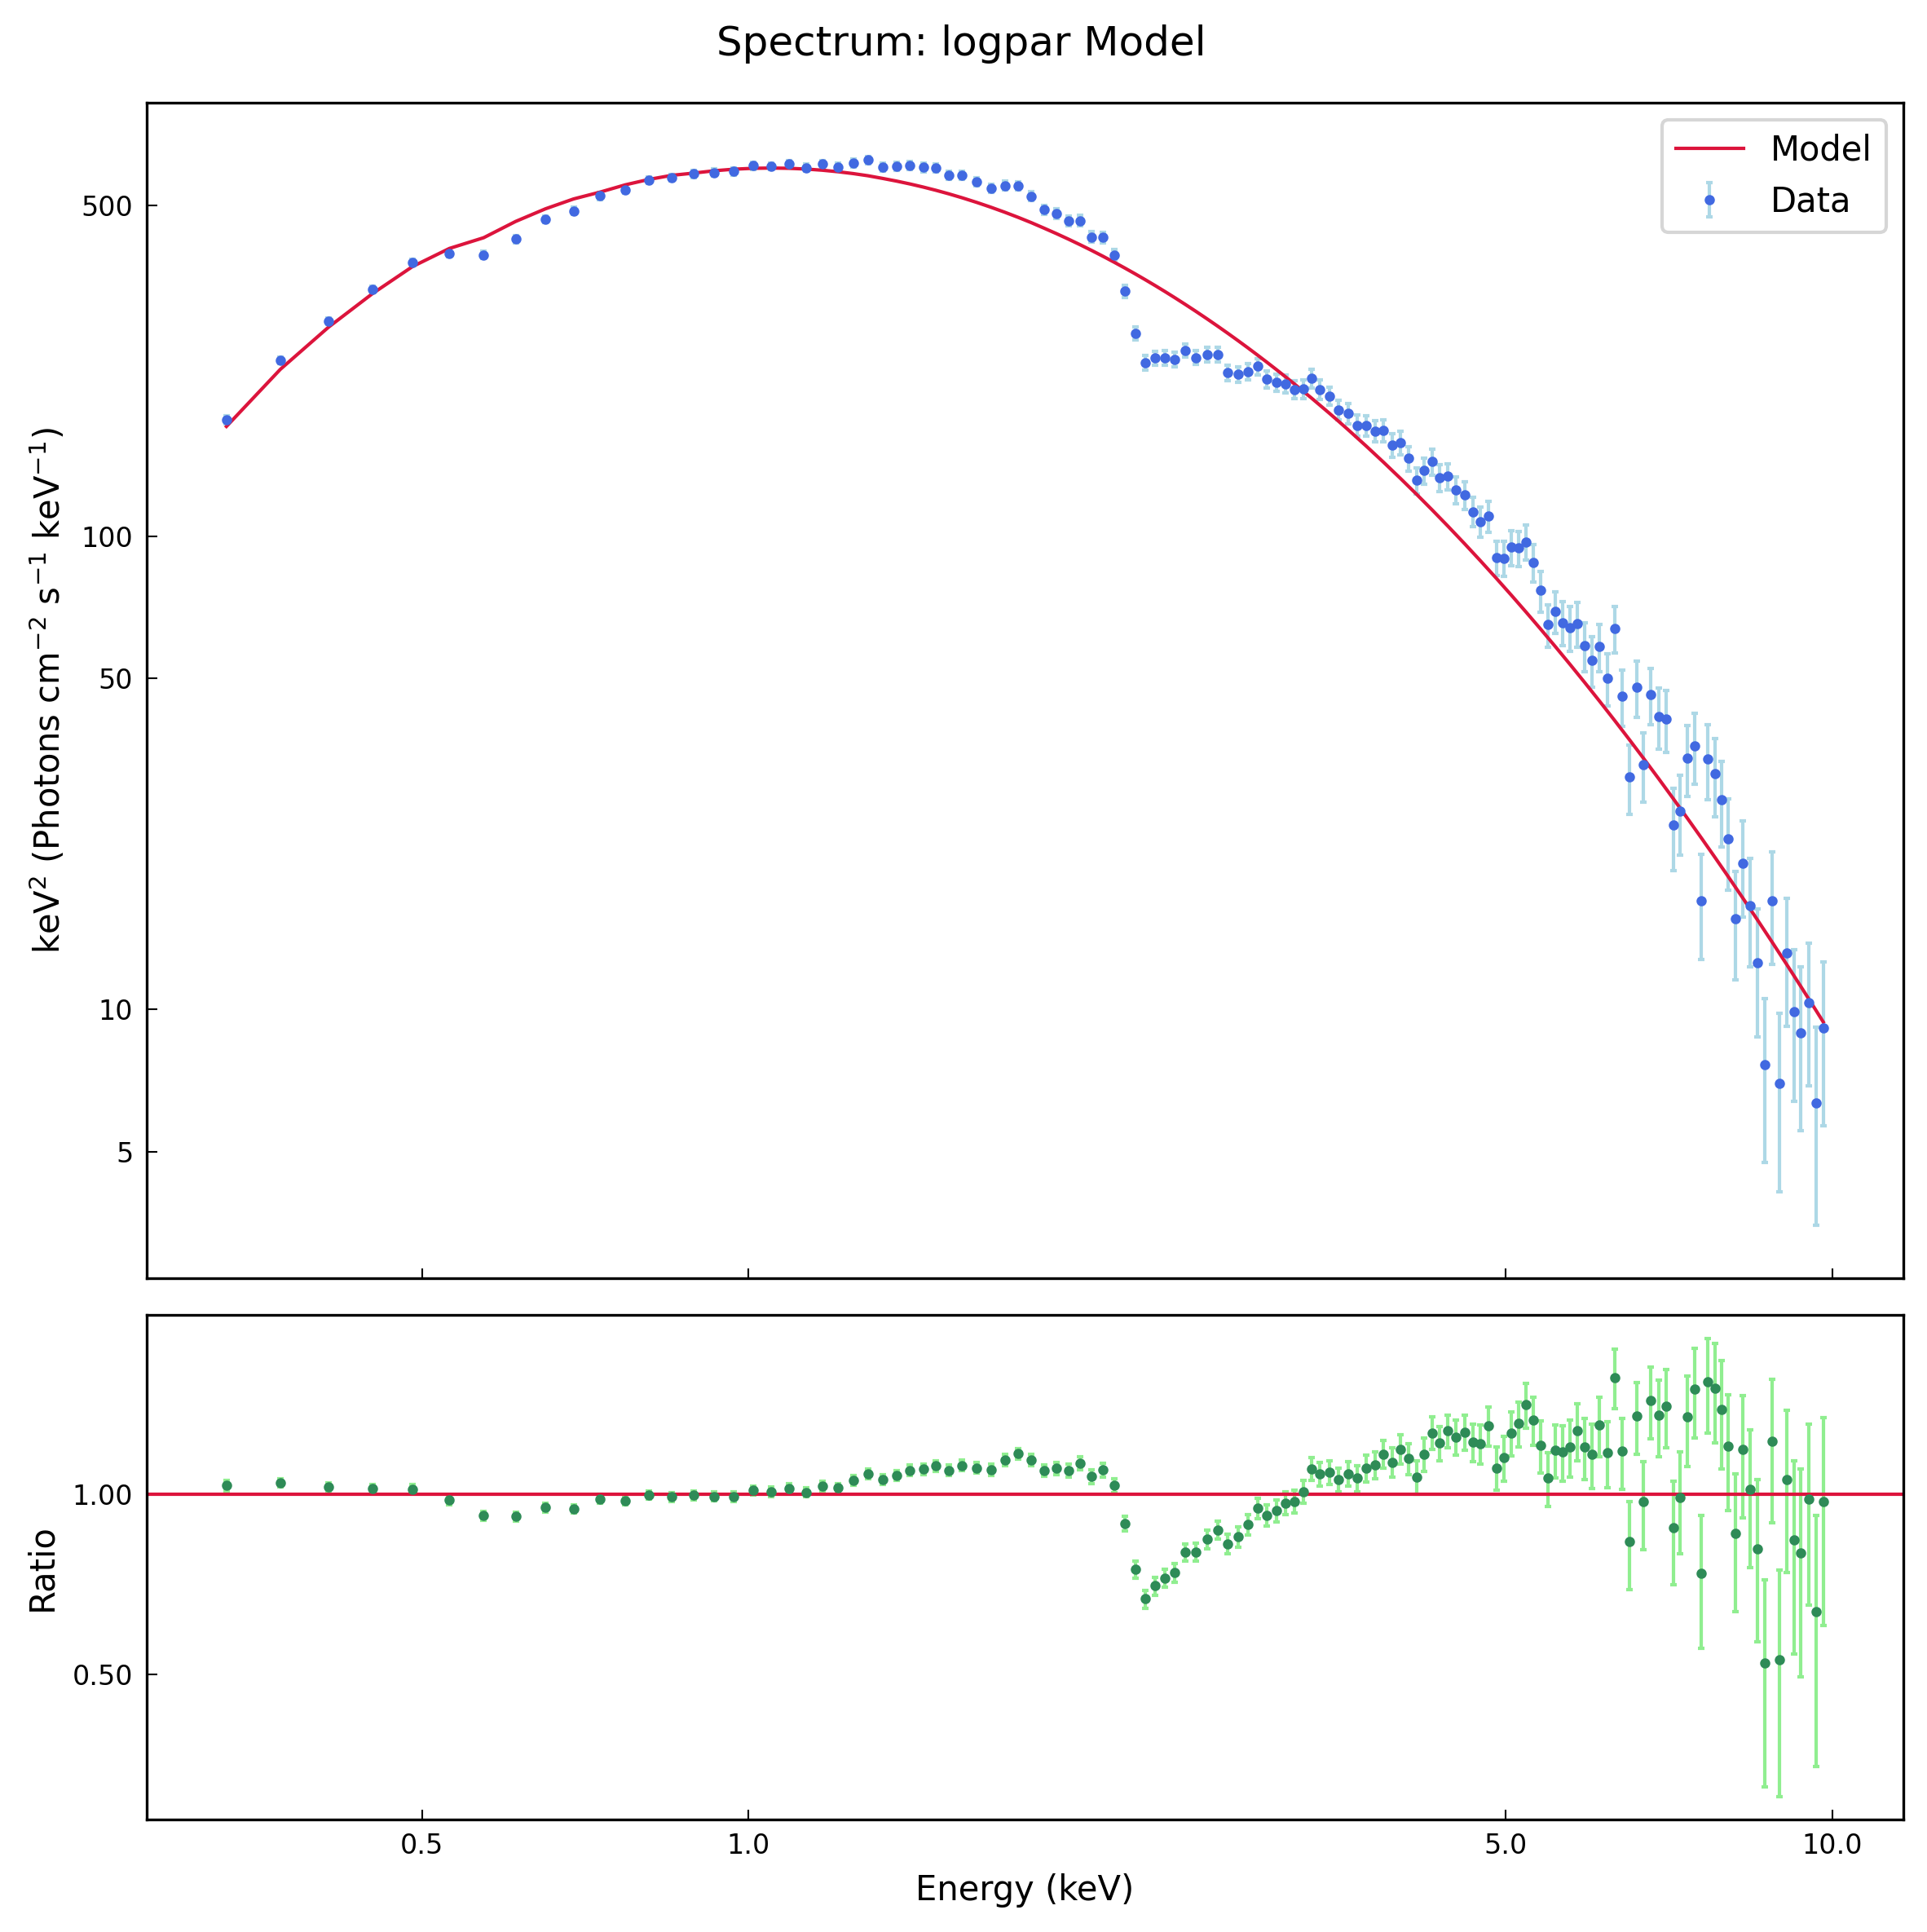 Spectrum: logpar Model
Model
Data
keV² (Photons cm⁻² s⁻¹ keV⁻¹)
500
100
50
10
5
Ratio
1.00
0.50
0.5
1.0
5.0
10.0
Energy (keV)